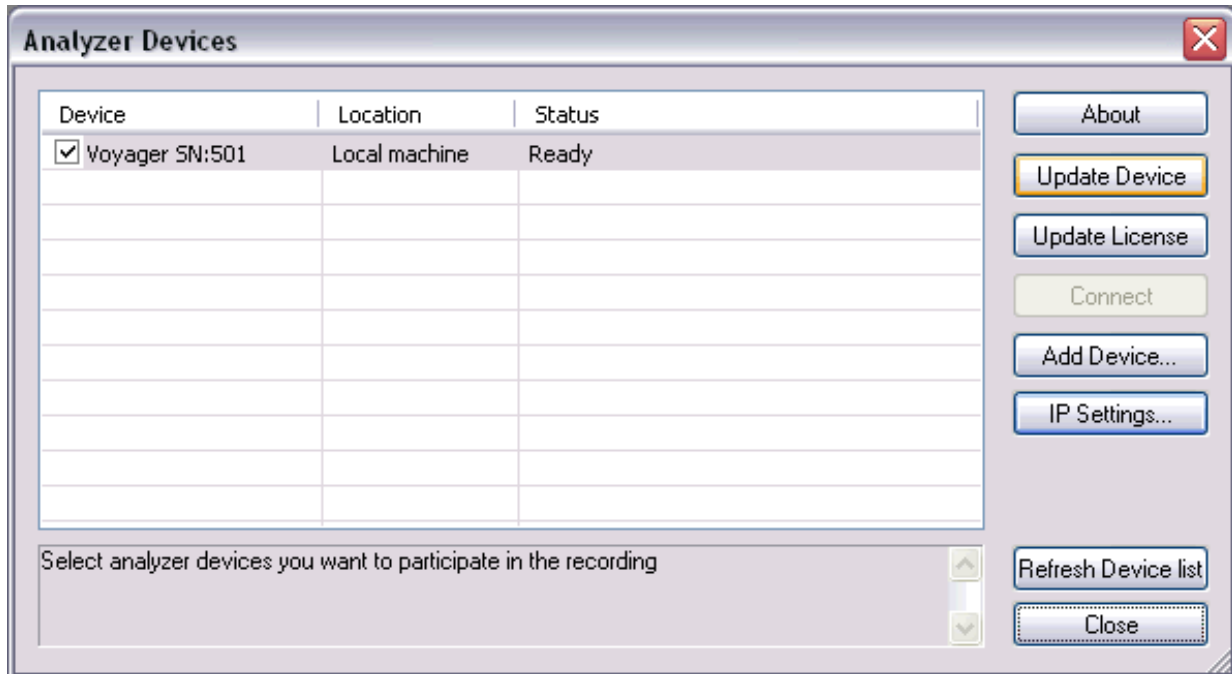 Analyzer Devices
Device Location Status
Voyager SN:501 Local machine Ready
About
Update Device
Update License
Connect
Add Device...
IP Settings...
Select analyzer devices you want to participate in the recording
Refresh Device list
Close